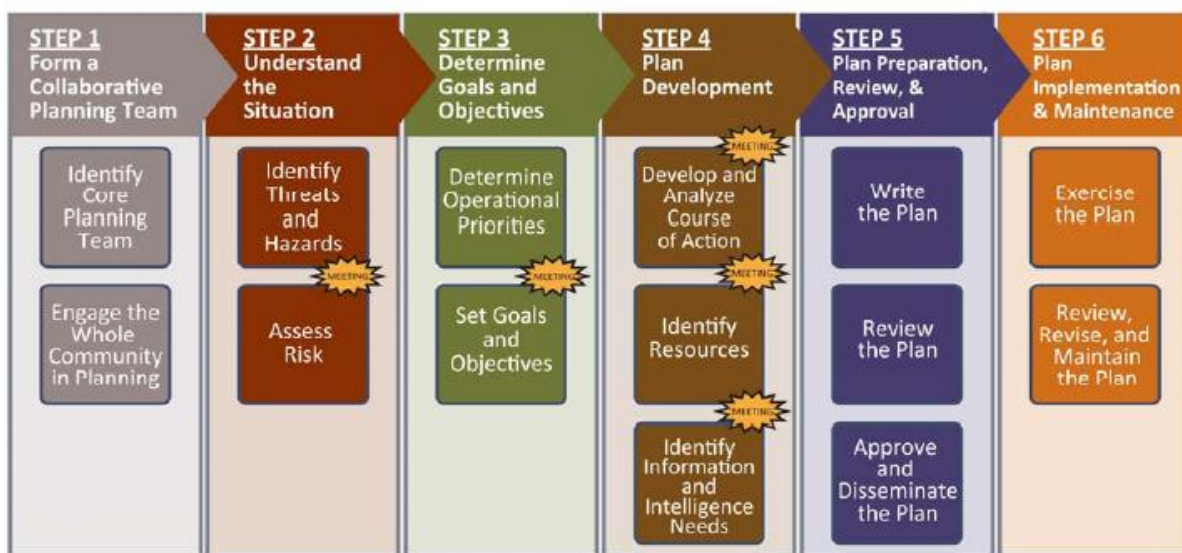 STEP 1
Form a
Collaborative
Planning Team
STEP 2
Understand
the
Situation
STEP 3
Determine
Goals and
Objectives
STEP 4
Plan
Development
STEP 5
Plan Preparation,
Review, &
Approval
STEP 6
Plan
Implementation
& Maintenance
Identify
Core
Planning
Team
Engage the
Whole
Community
in Planning
Identify
Threats
and
Hazards
MEETING
Assess
Risk
Determine
Operational
Priorities
MEETING
Set Goals
and
Objectives
MEETING
Develop and
Analyze
Course
of Action
MEETING
Identify
Resources
MEETING
Identify
Information
and
Intelligence
Needs
Write
the Plan
Review
the Plan
Approve
and
Disseminate
the Plan
Exercise
the Plan
Review,
Revise, and
Maintain
the Plan